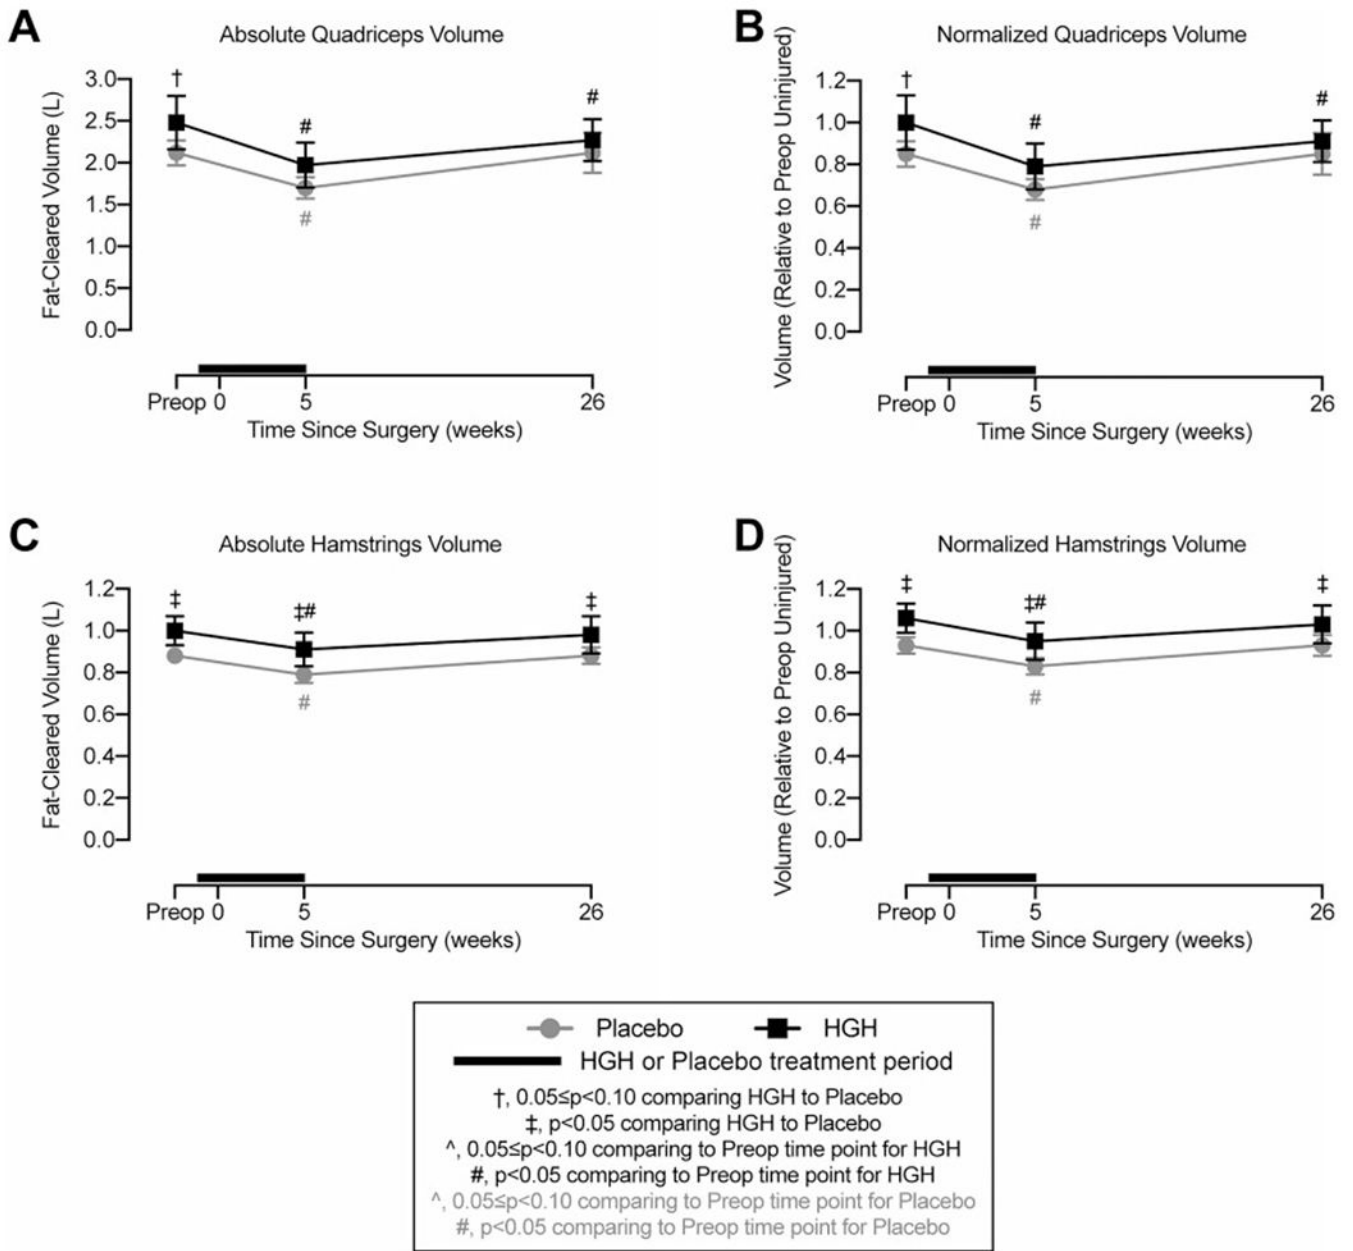 A
Absolute Quadriceps Volume
Fat-Cleared Volume (L)
3.0
2.5
2.0
1.5
1.0
0.5
0.0
†
#
#
#
Preop 0 5 26
Time Since Surgery (weeks)
B
Normalized Quadriceps Volume
Volume (Relative to Preop Uninjured)
1.2
1.0
0.8
0.6
0.4
0.2
0.0
†
#
#
#
Preop 0 5 26
Time Since Surgery (weeks)
C
Absolute Hamstrings Volume
Fat-Cleared Volume (L)
1.2
1.0
0.8
0.6
0.4
0.2
0.0
‡
‡#
‡
#
Preop 0 5 26
Time Since Surgery (weeks)
D
Normalized Hamstrings Volume
Volume (Relative to Preop Uninjured)
1.2
1.0
0.8
0.6
0.4
0.2
0.0
‡
‡#
‡
#
Preop 0 5 26
Time Since Surgery (weeks)
Placebo HGH
HGH or Placebo treatment period
†, 0.05≤p<0.10 comparing HGH to Placebo
‡, p<0.05 comparing HGH to Placebo
^, 0.05≤p<0.10 comparing to Preop time point for HGH
#, p<0.05 comparing to Preop time point for HGH
^, 0.05≤p<0.10 comparing to Preop time point for Placebo
#, p<0.05 comparing to Preop time point for Placebo